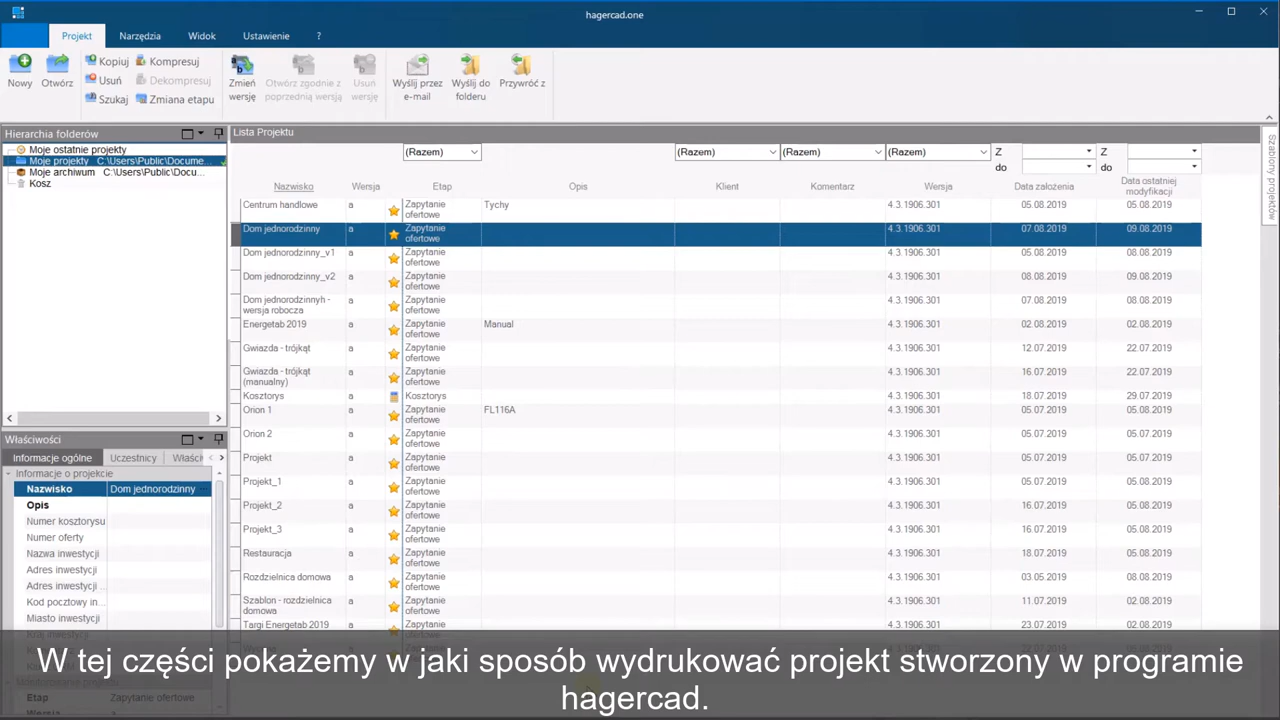 hagercad.one
Projekt Narzędzia Widok Ustawienie ?
Nowy Otwórz Kopiuj Usuń Szukaj Kompresuj Dekompresuj Zmiana etapu
Zmień wersję Otwórz zgodnie z poprzednią wersją Usuń wersję
Wyślij przez e-mail Wyślij do folderu Przywróć z
Hierarchia folderów
Moje ostatnie projekty
Moje projekty C:\Users\Public\Docume...
Moje archiwum C:\Users\Public\Docu...
Kosz
Lista Projektu
(Razem) (Razem) (Razem) (Razem) Z Z
do do
Nazwisko Wersja Etap Opis Klient Komentarz Wersja Data założenia Data ostatniej modyfikacji
Centrum handlowe a Zapytanie ofertowe Tychy 4.3.1906.301 05.08.2019 05.08.2019
Dom jednorodzinny a Zapytanie ofertowe 4.3.1906.301 07.08.2019 09.08.2019
Dom jednorodzinny_v1 a Zapytanie ofertowe 4.3.1906.301 05.08.2019 08.08.2019
Dom jednorodzinny_v2 a Zapytanie ofertowe 4.3.1906.301 08.08.2019 09.08.2019
Dom jednorodzinnyh - wersja robocza a Zapytanie ofertowe 4.3.1906.301 07.08.2019 08.08.2019
Energetab 2019 a Zapytanie ofertowe Manual 4.3.1906.301 02.08.2019 02.08.2019
Gwiazda - trójkąt a Zapytanie ofertowe 4.3.1906.301 12.07.2019 22.07.2019
Gwiazda - trójkąt (manualny) a Zapytanie ofertowe 4.3.1906.301 16.07.2019 22.07.2019
Kosztorys a Kosztorys 4.3.1906.301 18.07.2019 29.07.2019
Orion 1 a Zapytanie ofertowe FL116A 4.3.1906.301 05.07.2019 05.08.2019
Orion 2 a Zapytanie ofertowe 4.3.1906.301 05.07.2019 05.07.2019
Projekt a Zapytanie ofertowe 4.3.1906.301 05.07.2019 05.08.2019
Projekt_1 a Zapytanie ofertowe 4.3.1906.301 05.07.2019 05.08.2019
Projekt_2 a Zapytanie ofertowe 4.3.1906.301 16.07.2019 05.08.2019
Projekt_3 a Zapytanie ofertowe 4.3.1906.301 16.07.2019 05.08.2019
Restauracja a Zapytanie ofertowe 4.3.1906.301 18.07.2019 05.08.2019
Rozdzielnica domowa a Zapytanie ofertowe 4.3.1906.301 03.05.2019 08.08.2019
Szablon - rozdzielnica domowa a Zapytanie ofertowe 4.3.1906.301 11.07.2019 02.08.2019
Targi Energetab 2019 a Zapytanie ofertowe 4.3.1906.301 23.07.2019 02.08.2019
Szablony projektów
Właściwości
Informacje ogólne Uczestnicy Właści
Informacje o projekcie
Nazwisko Dom jednorodzinny
Opis
Numer kosztorysu
Numer oferty
Nazwa inwestycji
Adres inwestycji
Adres inwestycji ...
Kod pocztowy in...
Miasto inwestycji
Kraj inwestycji
Etap Zapytanie ofertowe
W tej części pokażemy w jaki sposób wydrukować projekt stworzony w programie
hagercad.